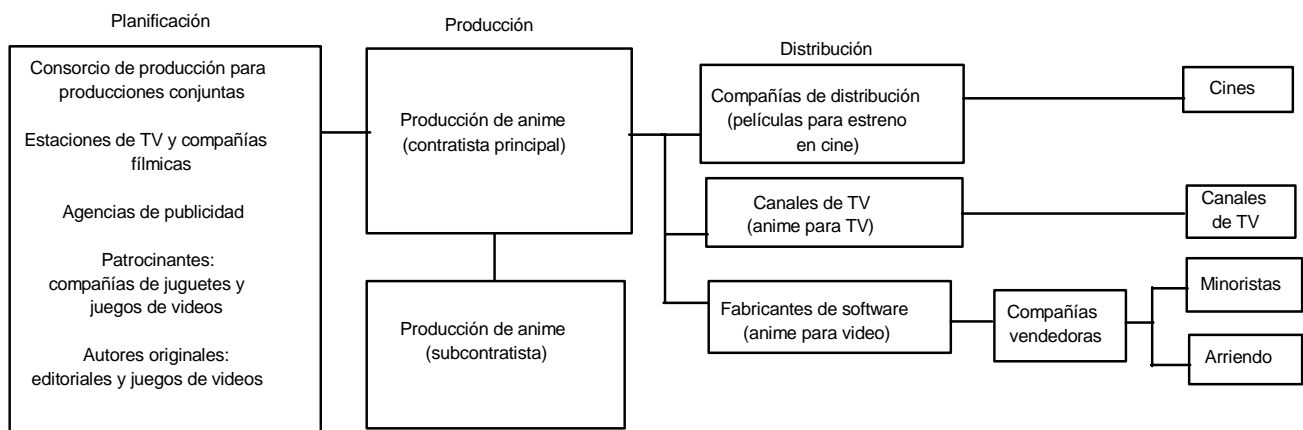 Planificación
Consorcio de producción para
producciones conjuntas
Estaciones de TV y compañías
fílmicas
Agencias de publicidad
Patrocinantes:
compañías de juguetes y
juegos de videos
Autores originales:
editoriales y juegos de videos
Producción
Producción de anime
(contratista principal)
Producción de anime
(subcontratista)
Distribución
Compañías de distribución
(películas para estreno
en cine)
Canales de TV
(anime para TV)
Fabricantes de software
(anime para video)
Compañías
vendedoras
Cines
Canales
de TV
Minoristas
Arriendo